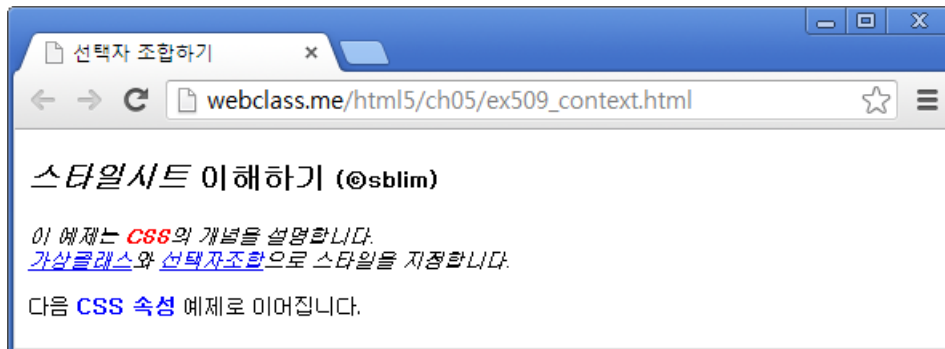 선택자 조합하기
webclass.me/html5/ch05/ex509_context.html
스타일시트 이해하기 (©sblim)
이 예제는 CSS의 개념을 설명합니다.
가상클래스와 선택자조합으로 스타일을 지정합니다.
다음 CSS 속성 예제로 이어집니다.